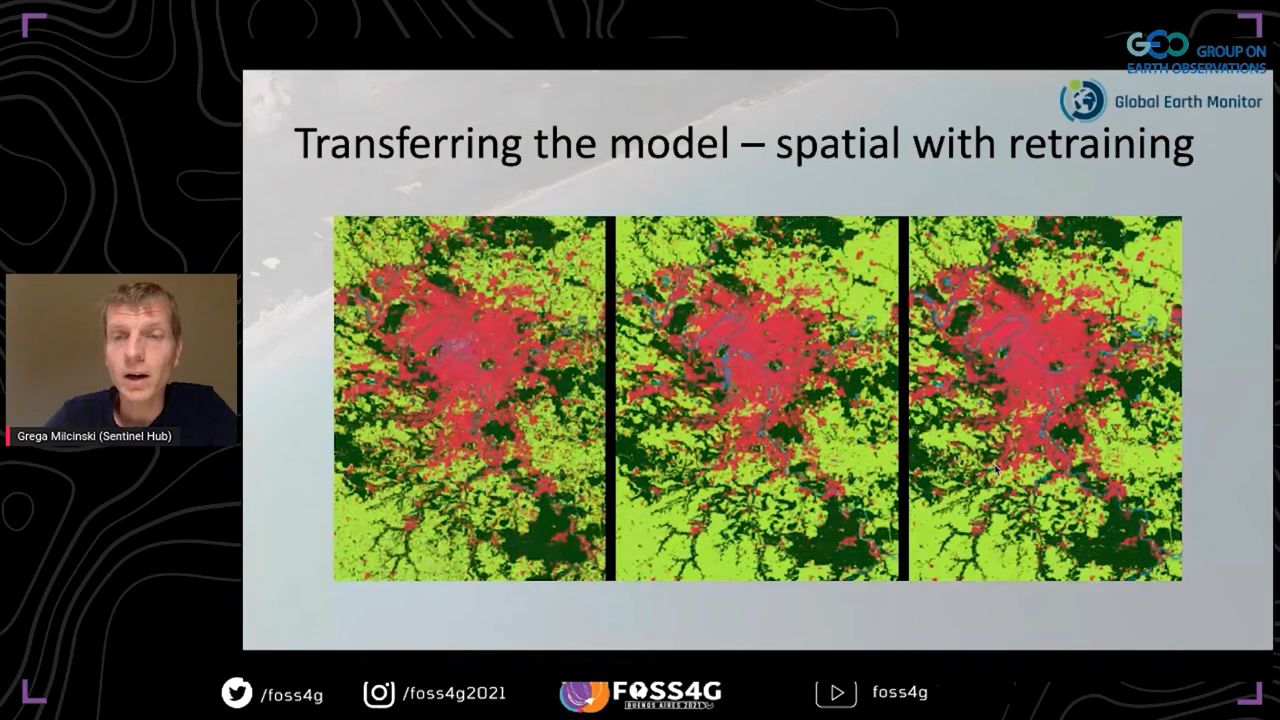 GEO GROUP ON
EARTH OBSERVATIONS
Global Earth Monitor
Transferring the model – spatial with retraining
Grega Milcinski (Sentinel Hub)
/foss4g
/foss4g2021
FOSS4G
BUENOS AIRES 2021
foss4g